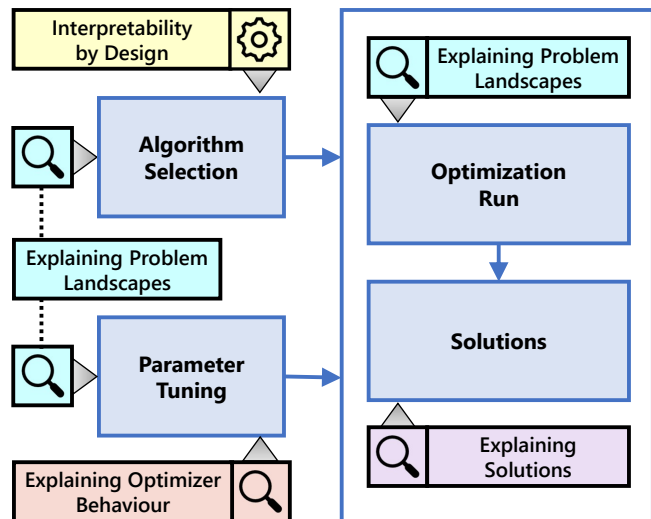 Interpretability
by Design
Algorithm
Selection
Explaining Problem
Landscapes
Parameter
Tuning
Explaining Optimizer
Behaviour
Explaining Problem
Landscapes
Optimization
Run
Solutions
Explaining
Solutions